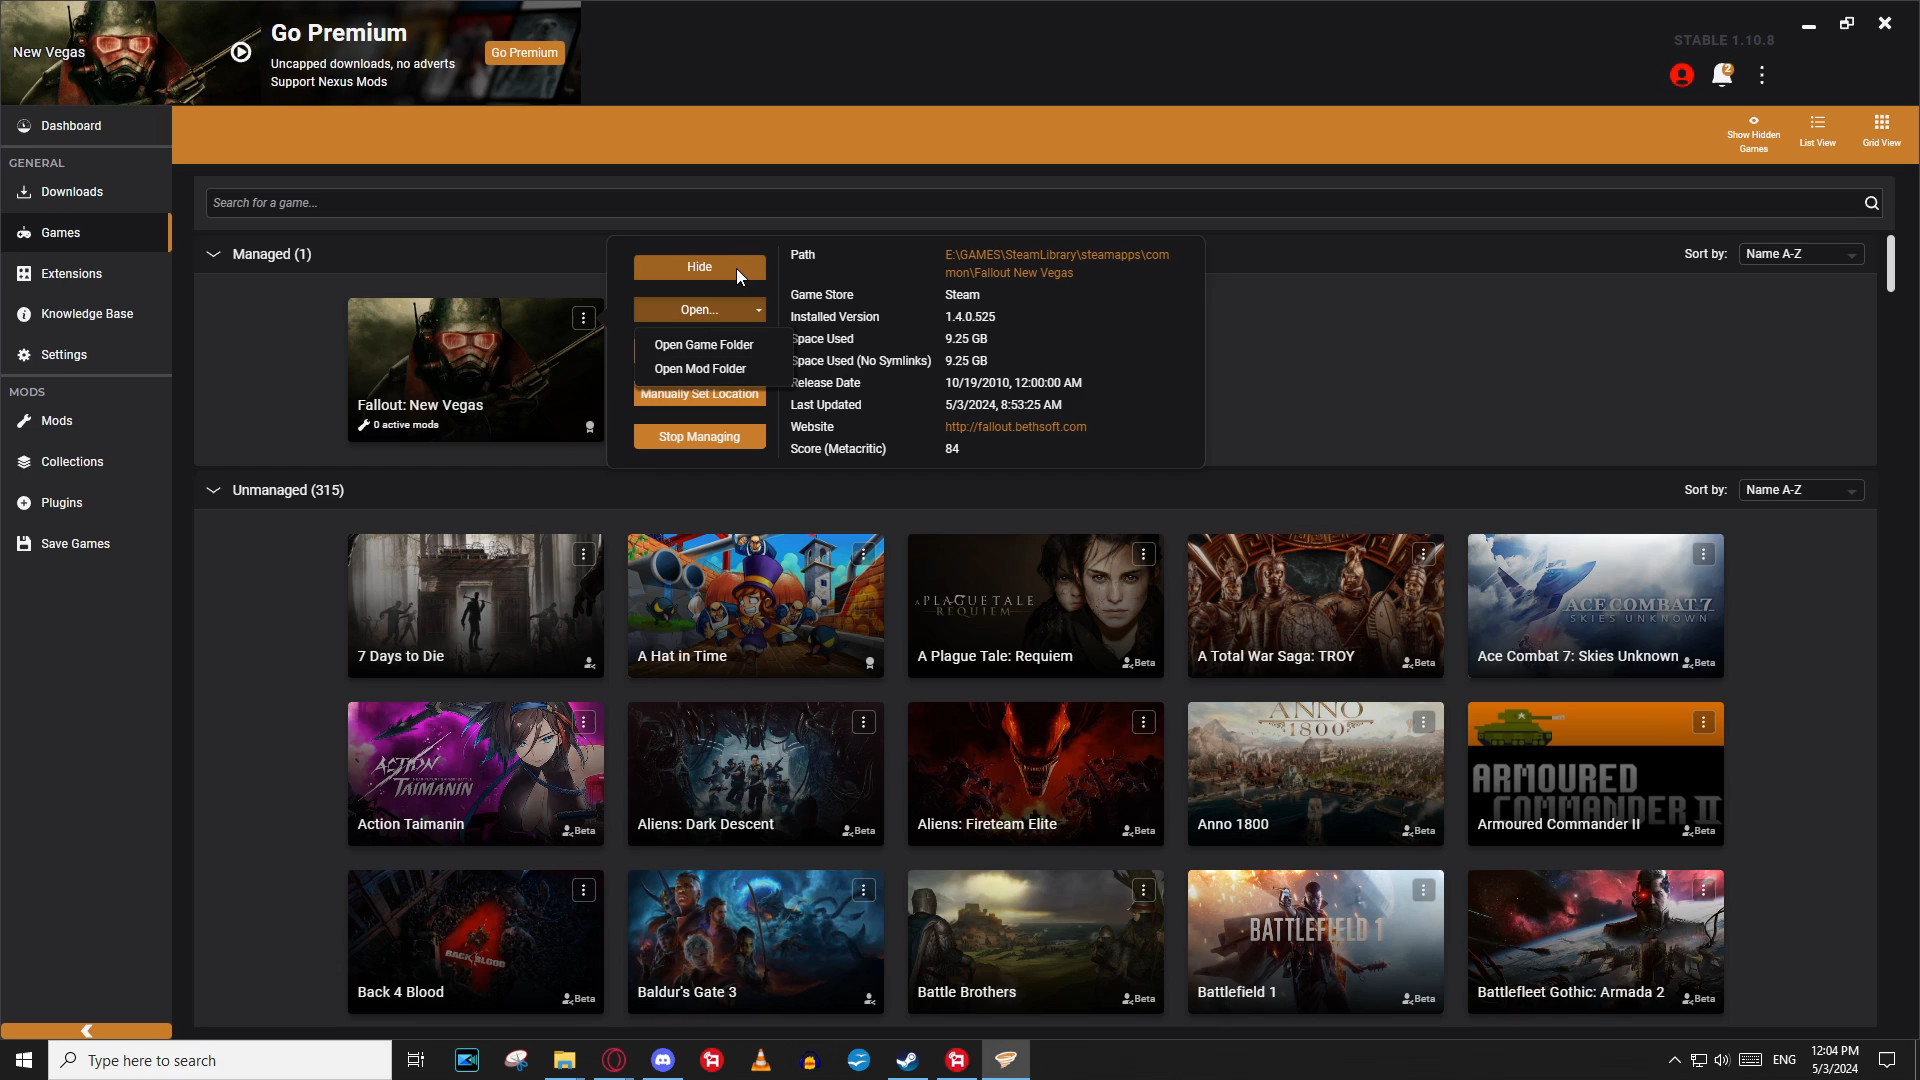 New Vegas
Go Premium
Uncapped downloads, no adverts
Support Nexus Mods
Go Premium
STABLE 1.10.8
2
Dashboard
GENERAL
Downloads
Games
Extensions
Knowledge Base
Settings
MODS
Mods
Collections
Plugins
Save Games
Show Hidden
Games
List View
Grid View
Search for a game...
Managed (1)
Sort by:
Name A-Z
Fallout: New Vegas
0 active mods
Hide
Open...
Open Game Folder
Open Mod Folder
Manually Set Location
Stop Managing
Path
E:\GAMES\SteamLibrary\steamapps\com
mon\Fallout New Vegas
Game Store
Steam
Installed Version
1.4.0.525
Space Used
9.25 GB
Space Used (No Symlinks)
9.25 GB
Release Date
10/19/2010, 12:00:00 AM
Last Updated
5/3/2024, 8:53:25 AM
Website
http://fallout.bethsoft.com
Score (Metacritic)
84
Unmanaged (315)
Sort by:
Name A-Z
7 Days to Die
A Hat in Time
A PLAGUE TALE
REQUIEM
A Plague Tale: Requiem
Beta
A Total War Saga: TROY
Beta
ACE COMBAT 7
SKIES UNKNOWN
Ace Combat 7: Skies Unknown
Beta
ACTION
TAIMANIN
Action Taimanin
Beta
Aliens: Dark Descent
Beta
Aliens: Fireteam Elite
Beta
ANNO
1800
Anno 1800
Beta
ARMOURED
COMMANDER II
Armoured Commander II
Beta
4
BACK BLOOD
Back 4 Blood
Beta
Baldur's Gate 3
Battle Brothers
Beta
BATTLEFIELD 1
Battlefield 1
Beta
Battlefleet Gothic: Armada 2
Beta
Type here to search
ENG
12:04 PM
5/3/2024